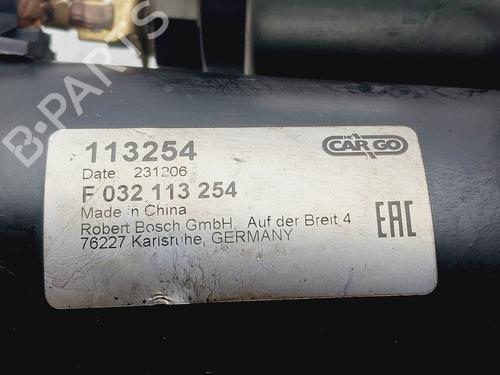 B-PARTS
113254
Date 231206
F 032 113 254
Made in China
Robert Bosch GmbH, Auf der Breit 4
76227 Karlsruhe, GERMANY
CARGO
EAC